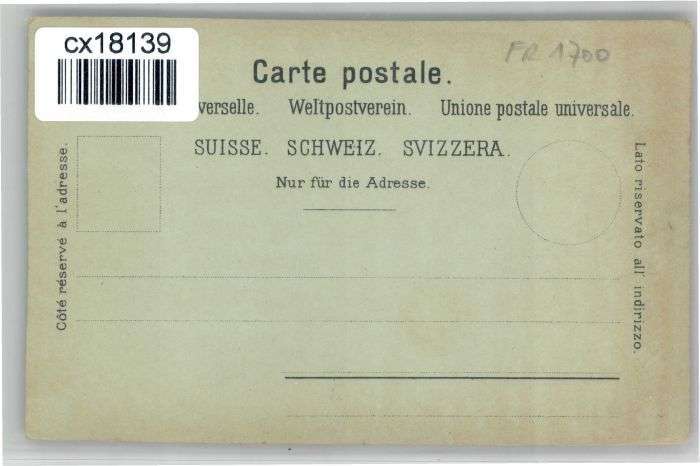 cx18139
FR 1700
Carte postale.
verselle. Weltpostverein. Unione postale universale.
SUISSE. SCHWEIZ. SVIZZERA.
Nur für die Adresse.
Côté réservé à l'adresse.
Lato riservato all' indirizzo.